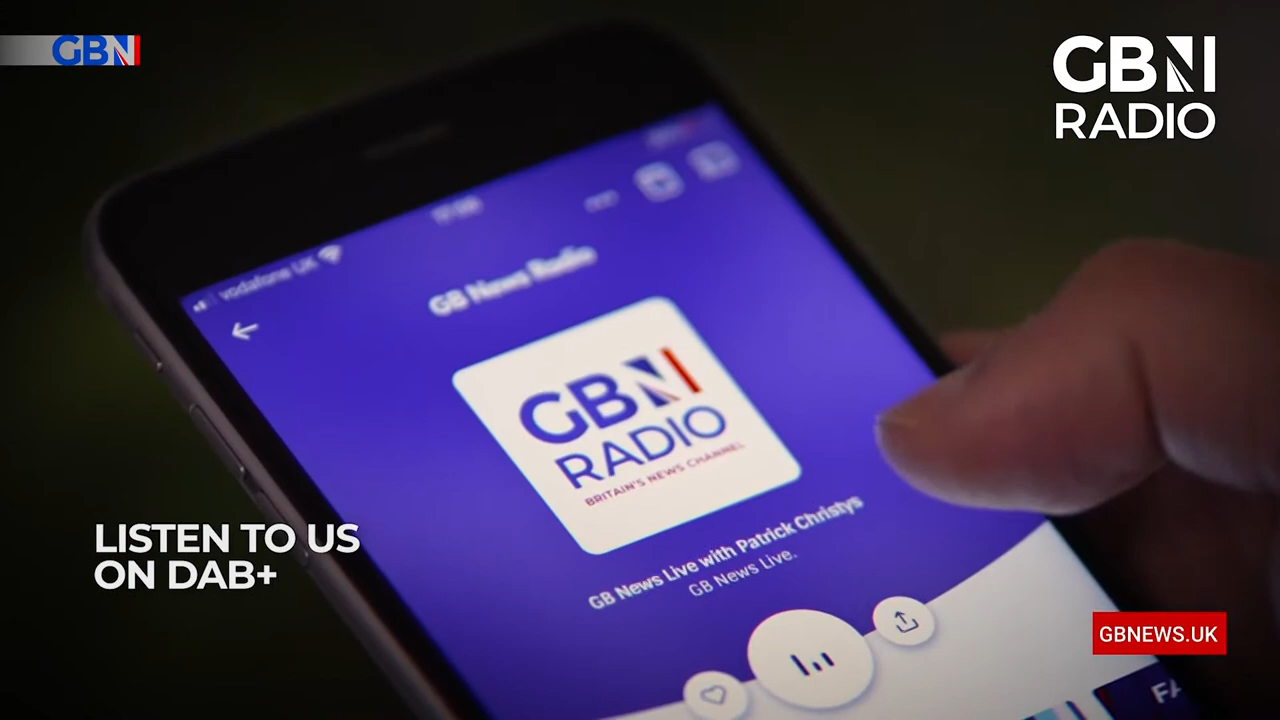 GBN
GBN
RADIO
vodafone UK
GB News Radio
GBN
RADIO
BRITAIN'S NEWS CHANNEL
GB News Live with Patrick Christys
GB News Live.
LISTEN TO US
ON DAB+
GBNEWS.UK
FA